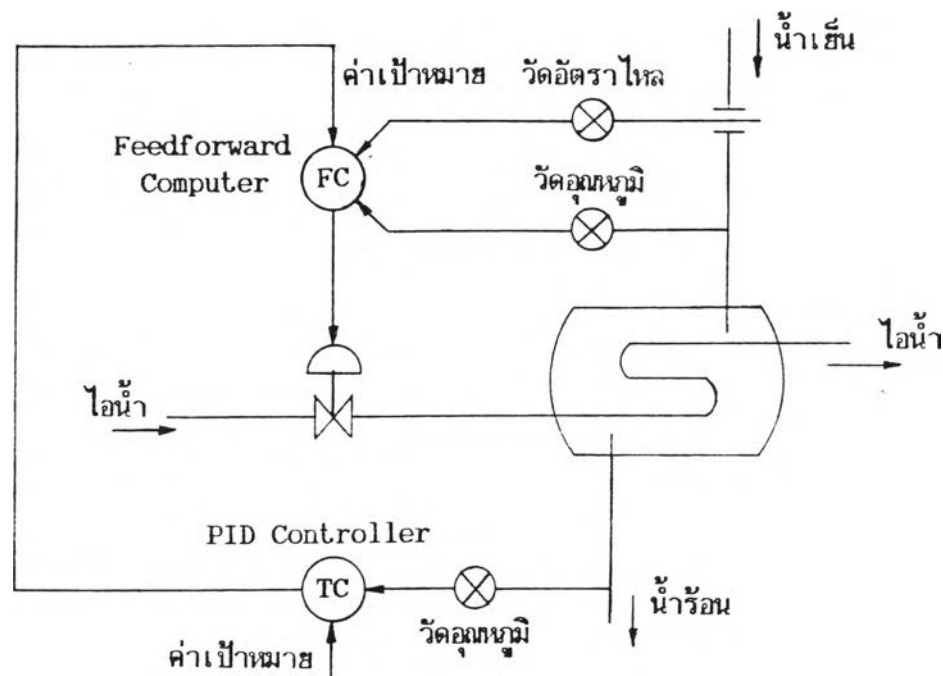 น้ำเย็น
ค่าเป้าหมาย
วัดอัตราไหล
Feedforward
Computer
FC
วัดอุณหภูมิ
ไอน้ำ
ไอน้ำ
PID Controller
TC
วัดอุณหภูมิ
น้ำร้อน
ค่าเป้าหมาย